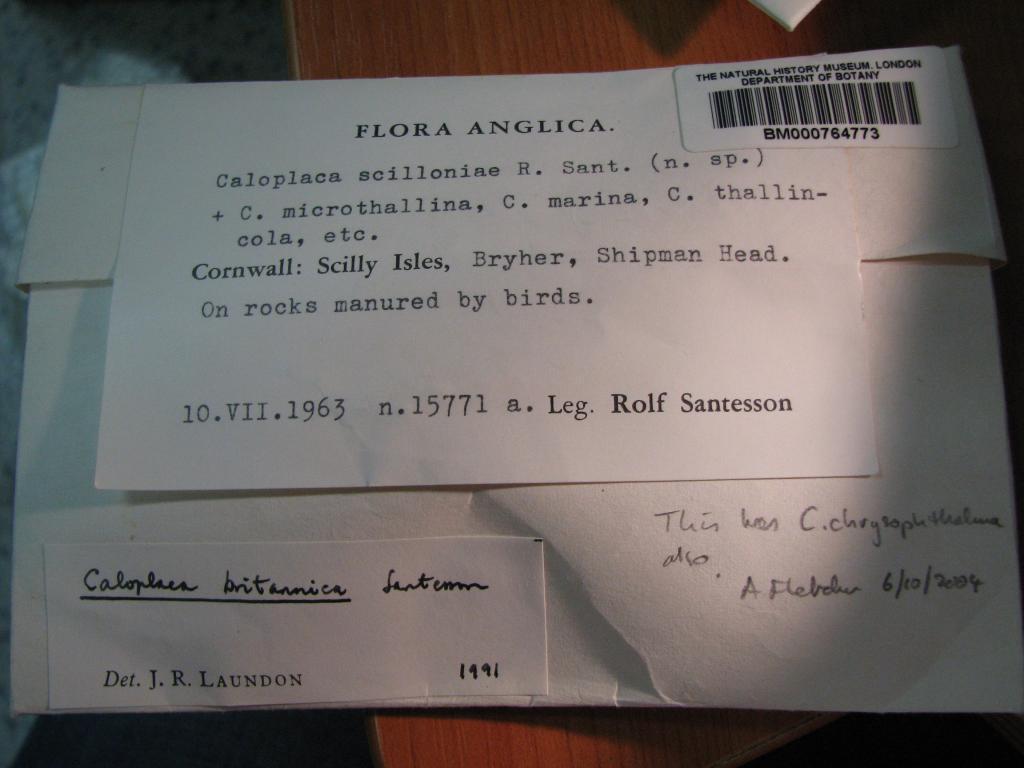 THE NATURAL HISTORY MUSEUM, LONDON
DEPARTMENT OF BOTANY
BM000764773
FLORA ANGLICA.
Caloplaca scilloniae R. Sant. (n. sp.)
+ C. microthallina, C. marina, C. thallin-
cola, etc.
Cornwall: Scilly Isles, Bryher, Shipman Head.
On rocks manured by birds.
10.VII.1963 n.15771 a. Leg. Rolf Santesson
This has C. chrysophthalma
also.
A Fletcher 6/10/2004
Caloplaca britannica Santesson
Det. J. R. LAUNDON 1991